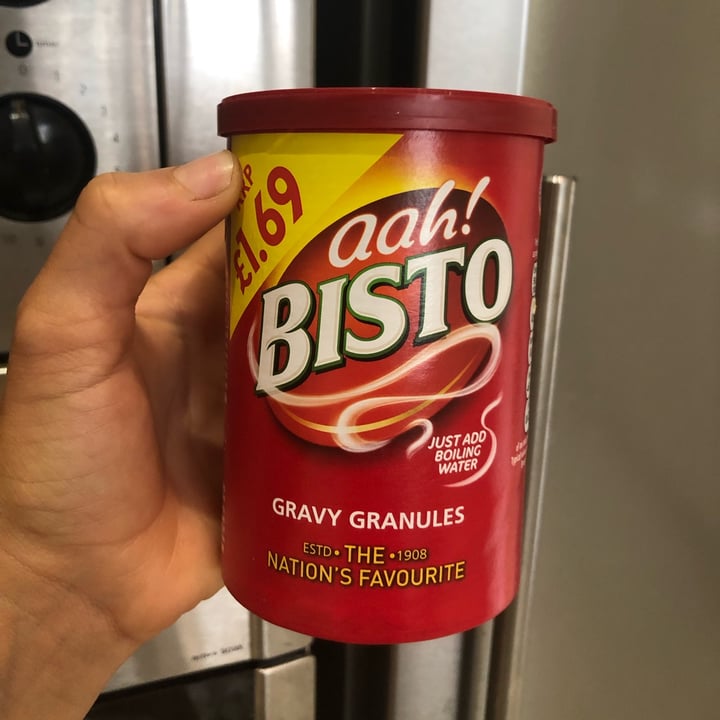 RRP
£1.69
aah!
BISTO
JUST ADD
BOILING
WATER
GRAVY GRANULES
ESTD • THE • 1908
NATION'S FAVOURITE